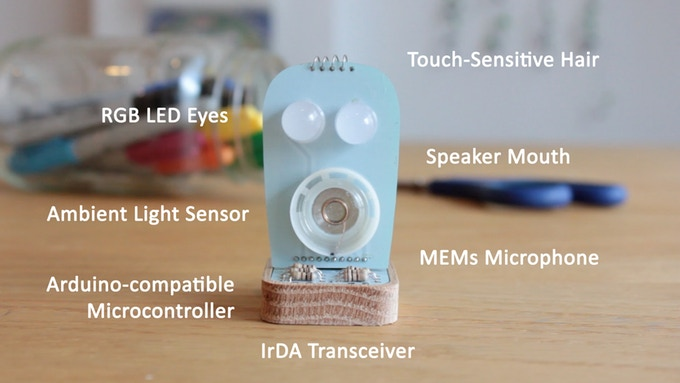 Touch-Sensitive Hair
RGB LED Eyes
Speaker Mouth
Ambient Light Sensor
MEMs Microphone
Arduino-compatible
Microcontroller
IrDA Transceiver